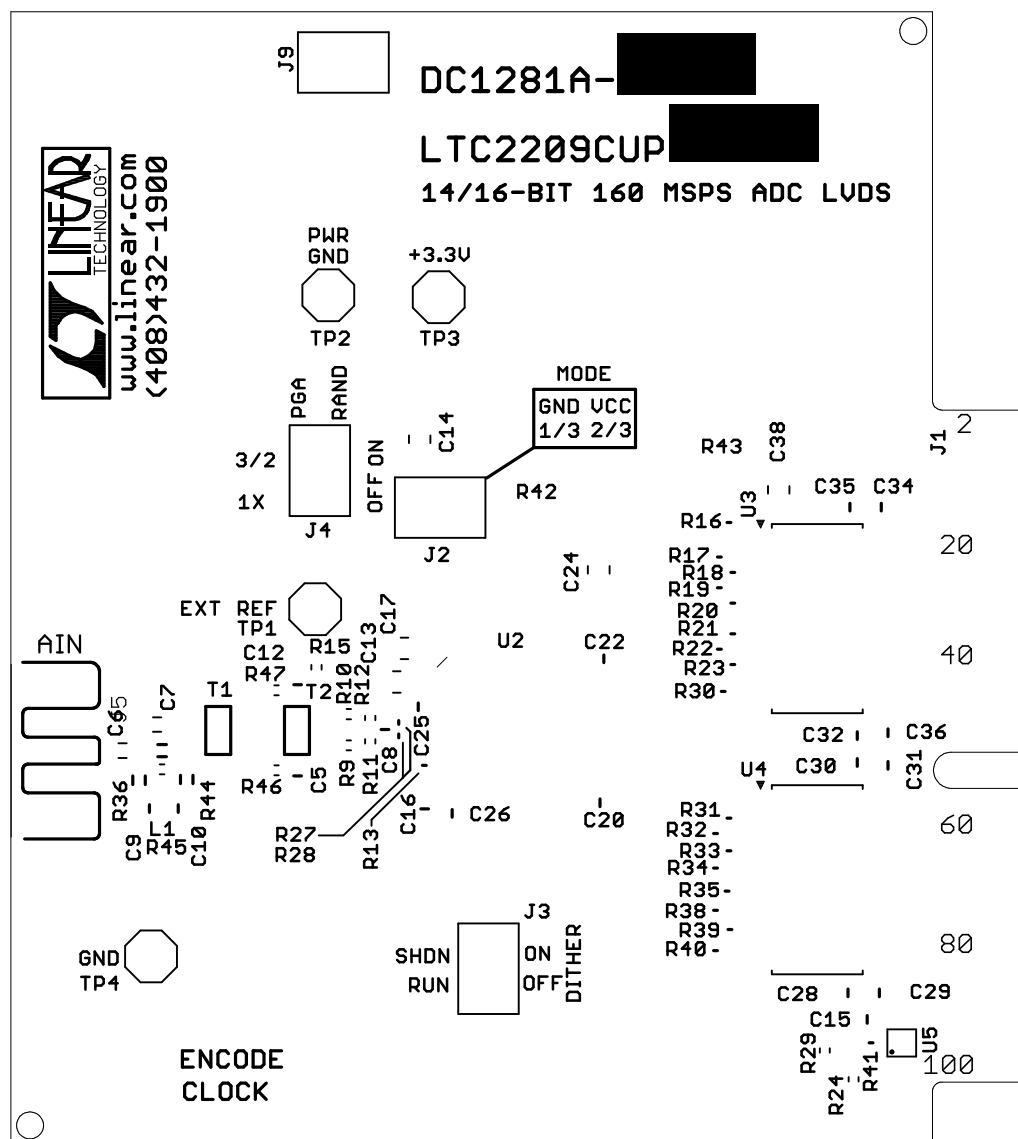 J9
DC1281A-
LTC2209CUP
14/16-BIT 160 MSPS ADC LVDS
LINEAR
TECHNOLOGY
www.linear.com
(408)432-1900
PWR
GND
+3.3V
TP2
TP3
MODE
GND VCC
1/3 2/3
PGA
RAND
C14
3/2
1X
OFF
ON
J4
J2
R42
R43
C38
J1
2
U3
C35
C34
R16
20
R17
R18
R19
R20
R21
R22
R23
R30
C24
EXT REF
TP1
C17
C13
U2
C22
40
AIN
C12
R15
R47
T1
T2
R10
R12
C6
C7
C25
C8
C32
C36
C30
C31
U4
R36
R44
R46
C5
R9
R11
C16
C26
C20
L1
C9
R45
C10
R27
R28
R13
R31
R32
R33
R34
R35
R38
R39
R40
60
80
J3
GND
TP4
SHDN
RUN
ON
OFF
DITHER
C28
C29
C15
R29
R41
U5
R24
100
ENCODE
CLOCK